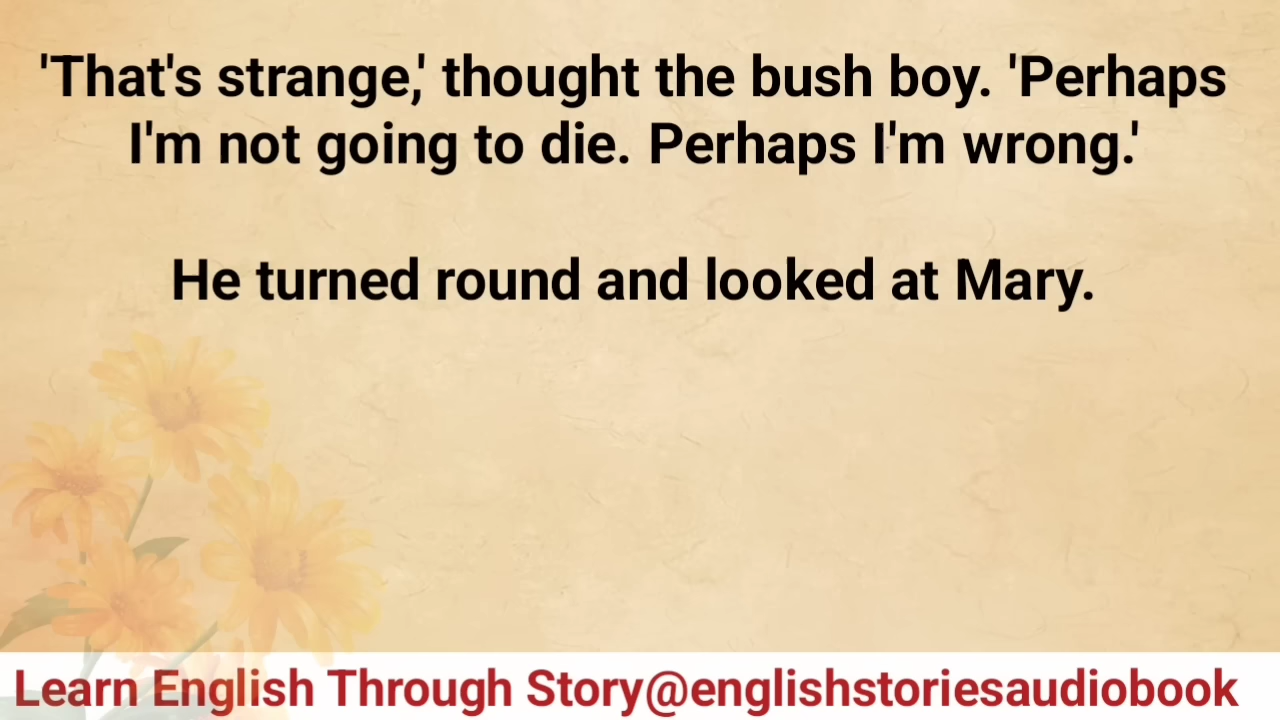 'That's strange,' thought the bush boy. 'Perhaps
I'm not going to die. Perhaps I'm wrong.'
He turned round and looked at Mary.
Learn English Through Story@englishstoriesaudiobook